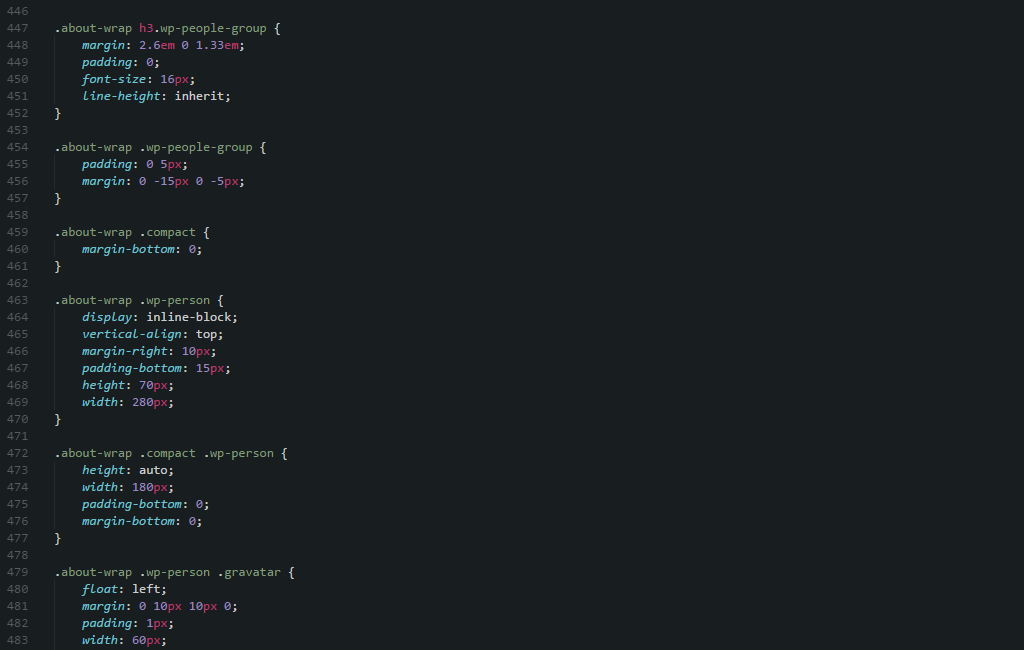 446
447 .about-wrap h3.wp-people-group {
448     margin: 2.6em 0 1.33em;
449     padding: 0;
450     font-size: 16px;
451     line-height: inherit;
452 }
453
454 .about-wrap .wp-people-group {
455     padding: 0 5px;
456     margin: 0 -15px 0 -5px;
457 }
458
459 .about-wrap .compact {
460     margin-bottom: 0;
461 }
462
463 .about-wrap .wp-person {
464     display: inline-block;
465     vertical-align: top;
466     margin-right: 10px;
467     padding-bottom: 15px;
468     height: 70px;
469     width: 280px;
470 }
471
472 .about-wrap .compact .wp-person {
473     height: auto;
474     width: 180px;
475     padding-bottom: 0;
476     margin-bottom: 0;
477 }
478
479 .about-wrap .wp-person .gravatar {
480     float: left;
481     margin: 0 10px 10px 0;
482     padding: 1px;
483     width: 60px;